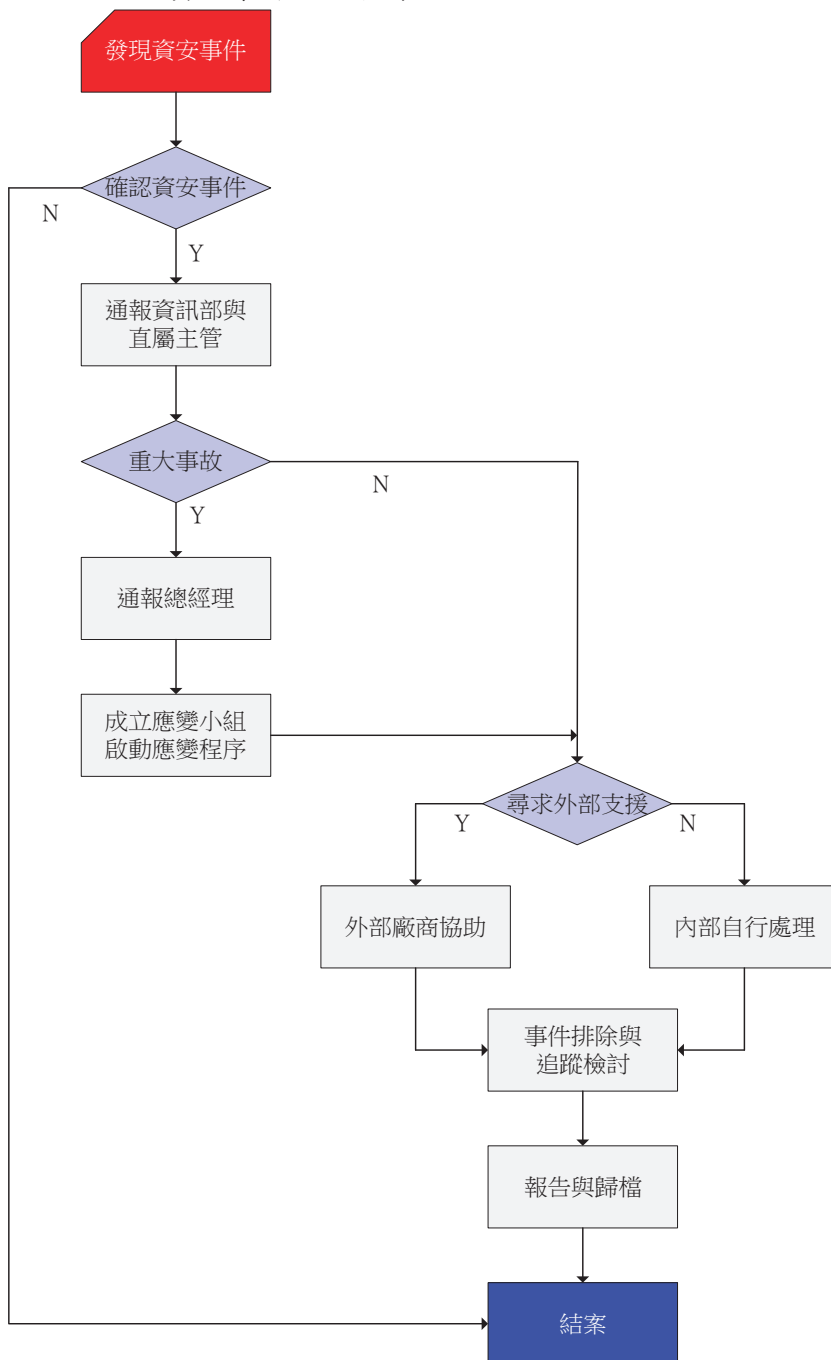 發現資安事件
確認資安事件
N
Y
通報資訊部與
直屬主管
重大事故
N
Y
通報總經理
成立應變小組
啟動應變程序
尋求外部支援
Y
N
外部廠商協助
內部自行處理
事件排除與
追蹤檢討
報告與歸檔
結案